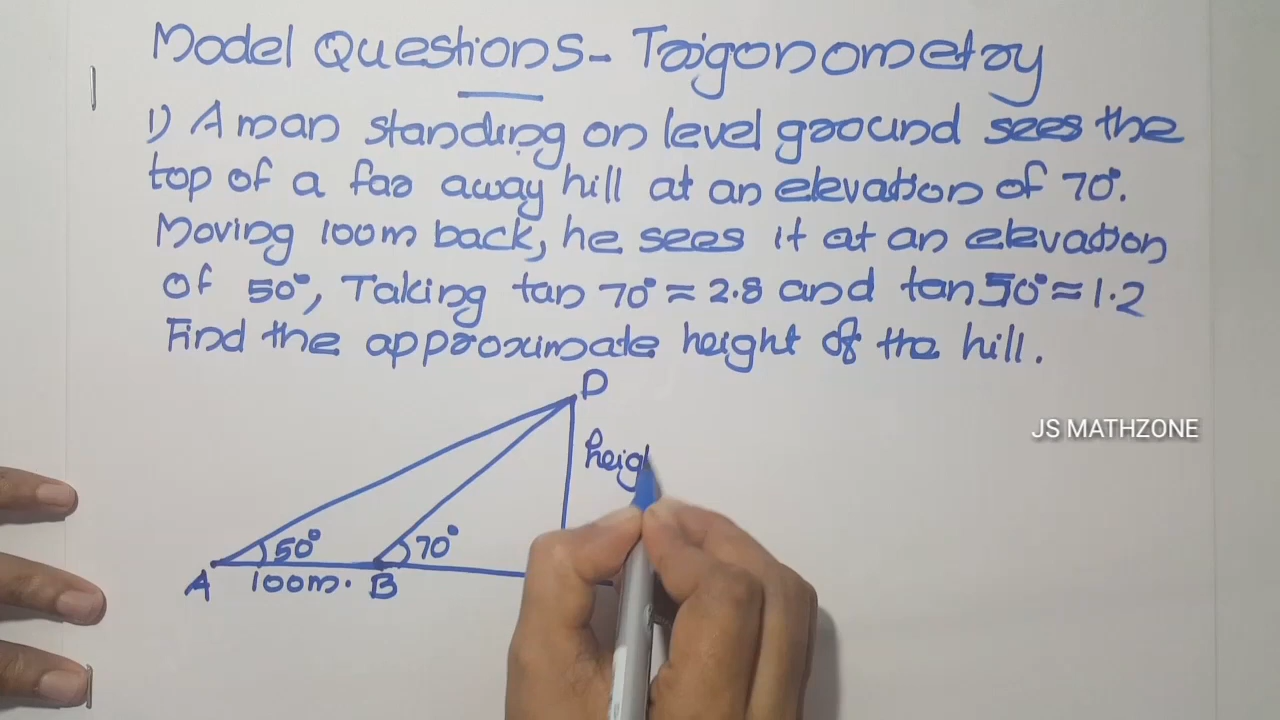 Model Questions - Trigonometry
1) A man standing on level ground sees the
top of a far away hill at an elevation of 70°.
Moving 100m back, he sees it at an elevation
of 50°, Taking tan 70° ≈ 2.8 and tan 50° ≈ 1.2
Find the approximate height of the hill.
D
heig
JS MATHZONE
50°
70°
A
100m.
B